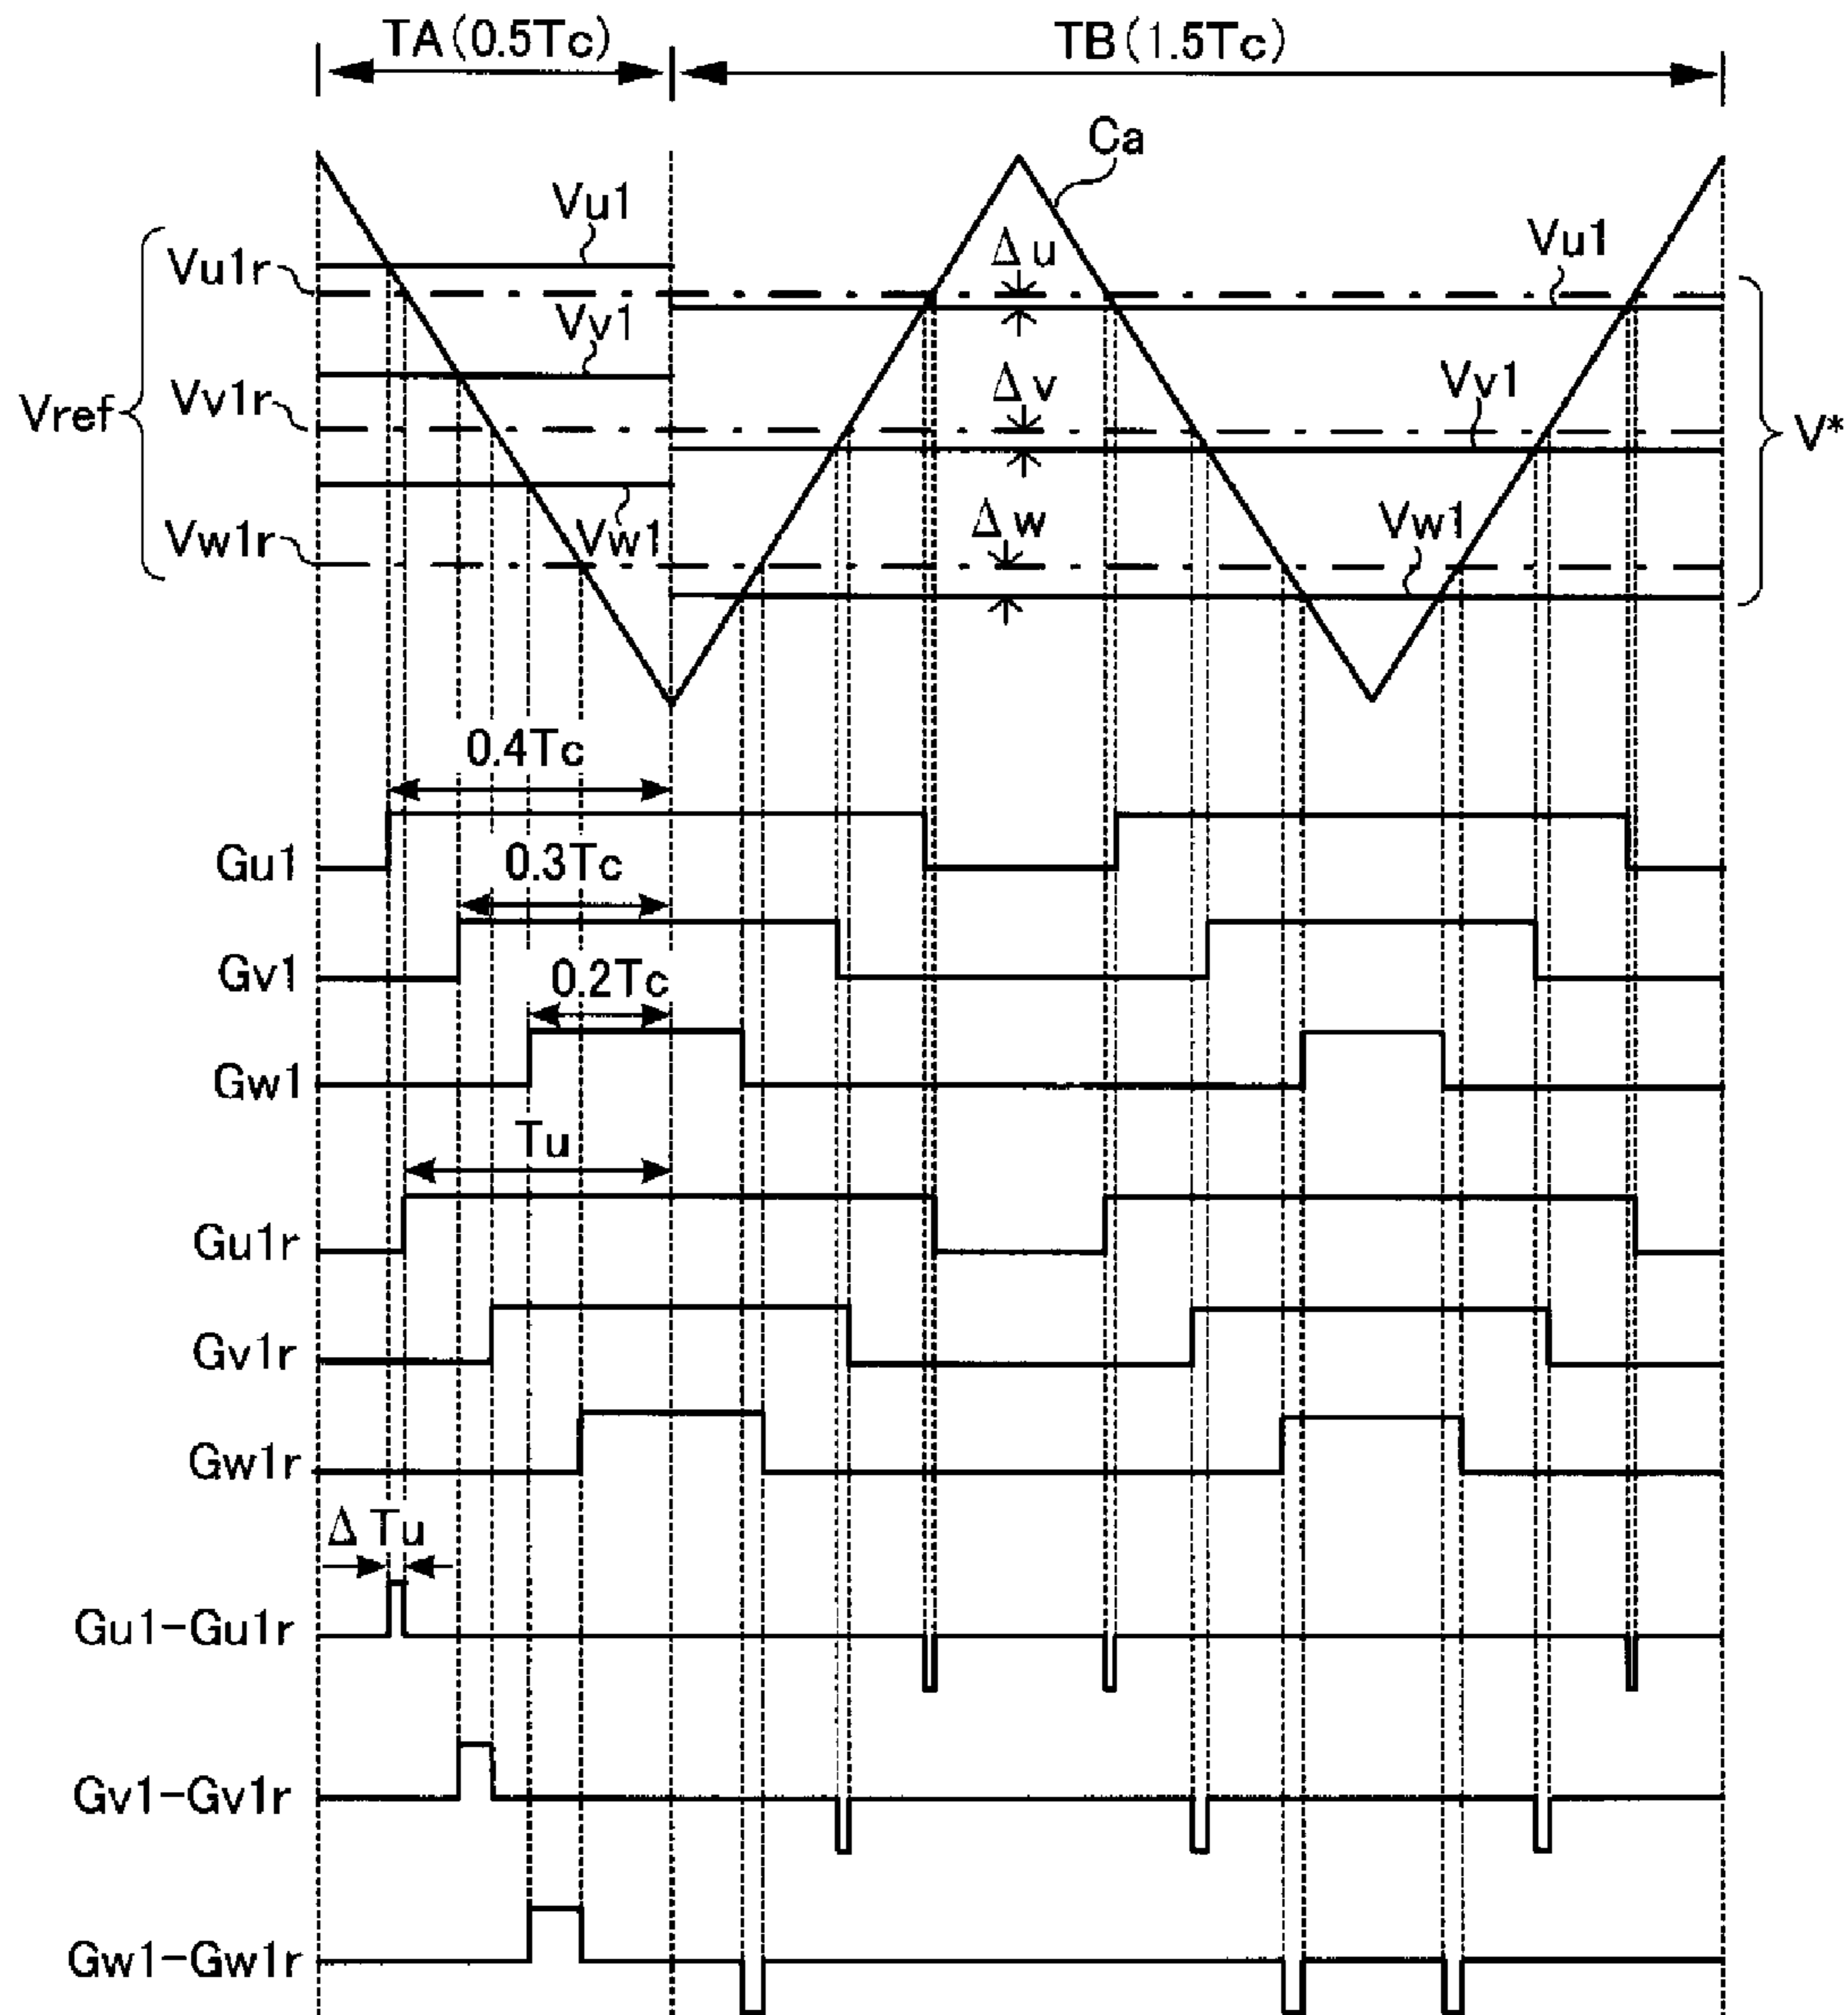 TA(0.5Tc)
TB(1.5Tc)
Ca
Vu1
Vu1r
Δu
Vu1
Vv1
Vref
Vv1r
Δv
Vv1
V*
Vw1r
Vw1
Δw
Vw1
0.4Tc
Gu1
0.3Tc
Gv1
0.2Tc
Gw1
Tu
Gu1r
Gv1r
Gw1r
ΔTu
Gu1-Gu1r
Gv1-Gv1r
Gw1-Gw1r